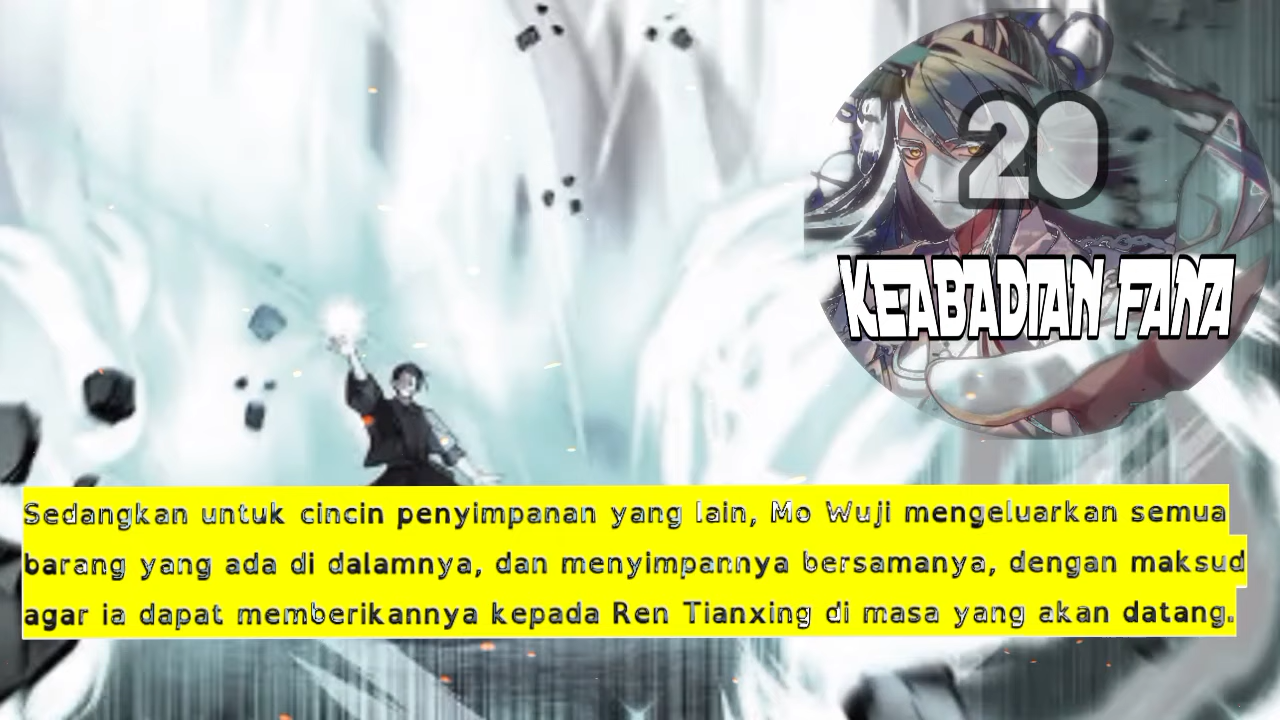 20
KEABADIAN FANA
Sedangkan untuk cincin penyimpanan yang lain, Mo Wuji mengeluarkan semua
barang yang ada di dalamnya, dan menyimpannya bersamanya, dengan maksud
agar ia dapat memberikannya kepada Ren Tianxing di masa yang akan datang.